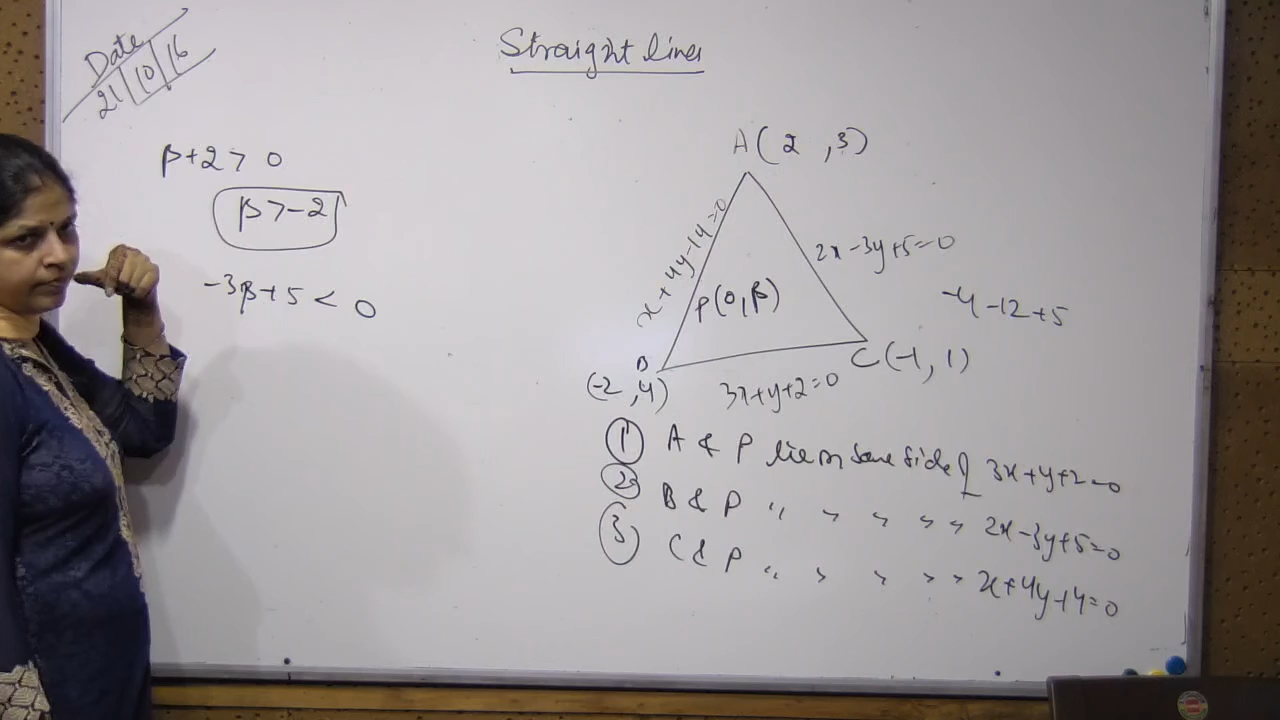 Date
21/10/16
Straight lines
β+2 > 0
β > -2
-3β+5 < 0
A(2 ,3)
x+4y-14=0
2x-3y+5=0
P(0,β)
-4-12+5
B
(-2,4)
C(-1, 1)
3x+y+2=0
① A & P lie on same side of 3x+y+2=0
② B & P " " " " " 2x-3y+5=0
③ C & P " " " " " x+4y-14=0